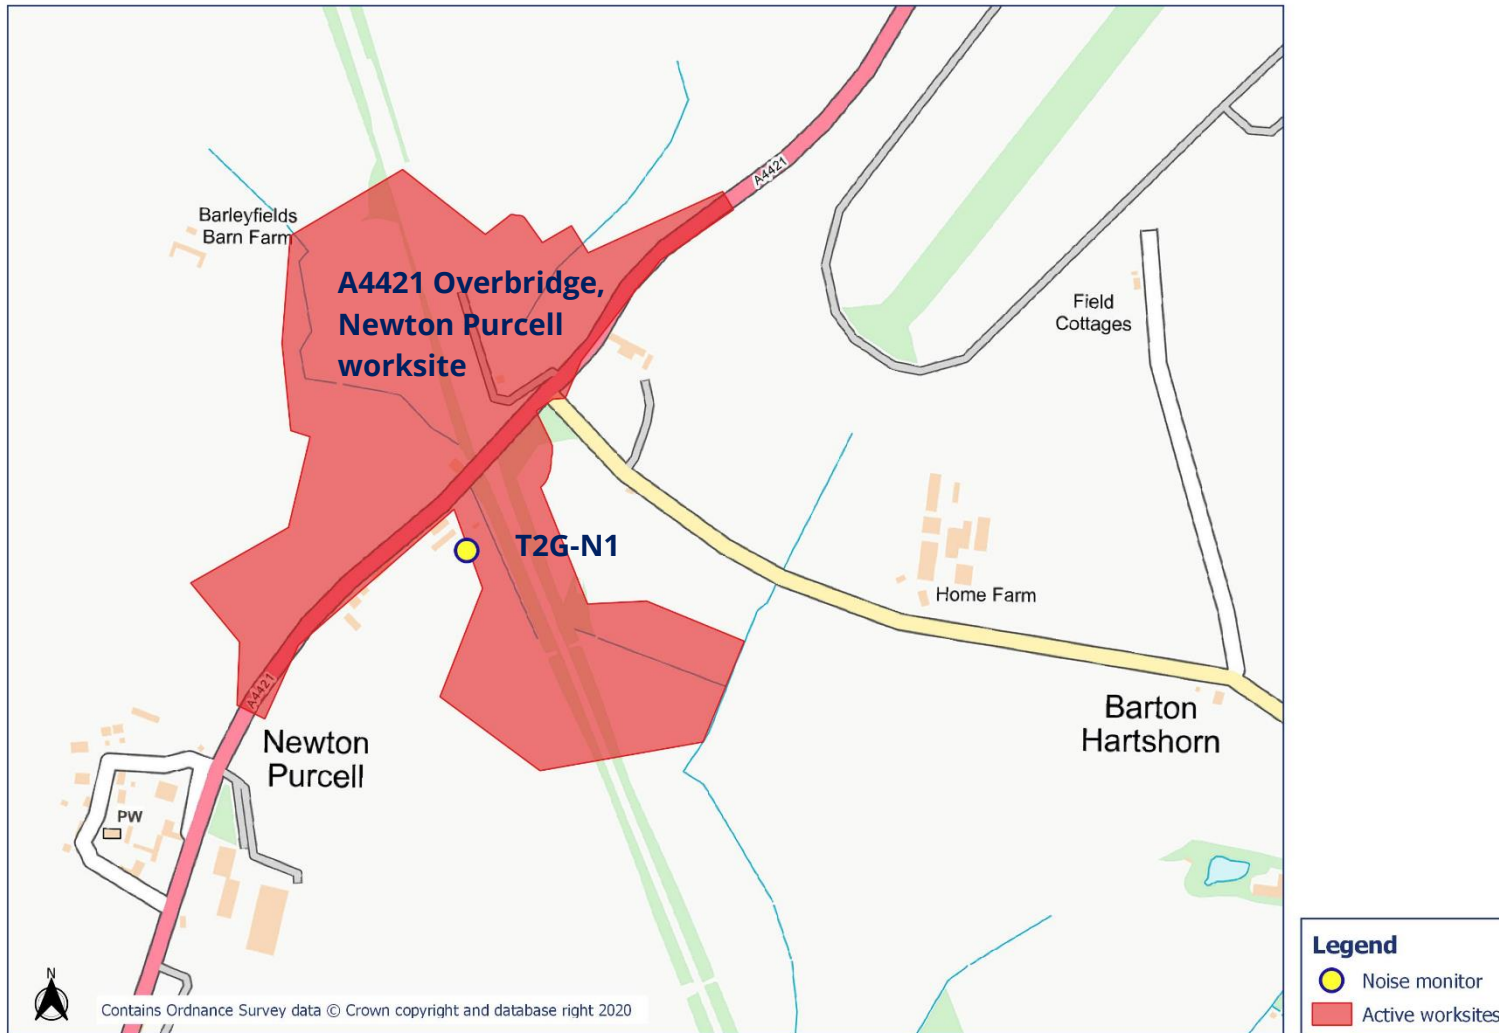 A4421
Barleyfields
Barn Farm
A4421 Overbridge,
Newton Purcell
worksite
Field
Cottages
T2G-N1
Home Farm
A4421
Barton
Hartshorn
Newton
Purcell
PW
N
Contains Ordnance Survey data © Crown copyright and database right 2020
Legend
Noise monitor
Active worksites